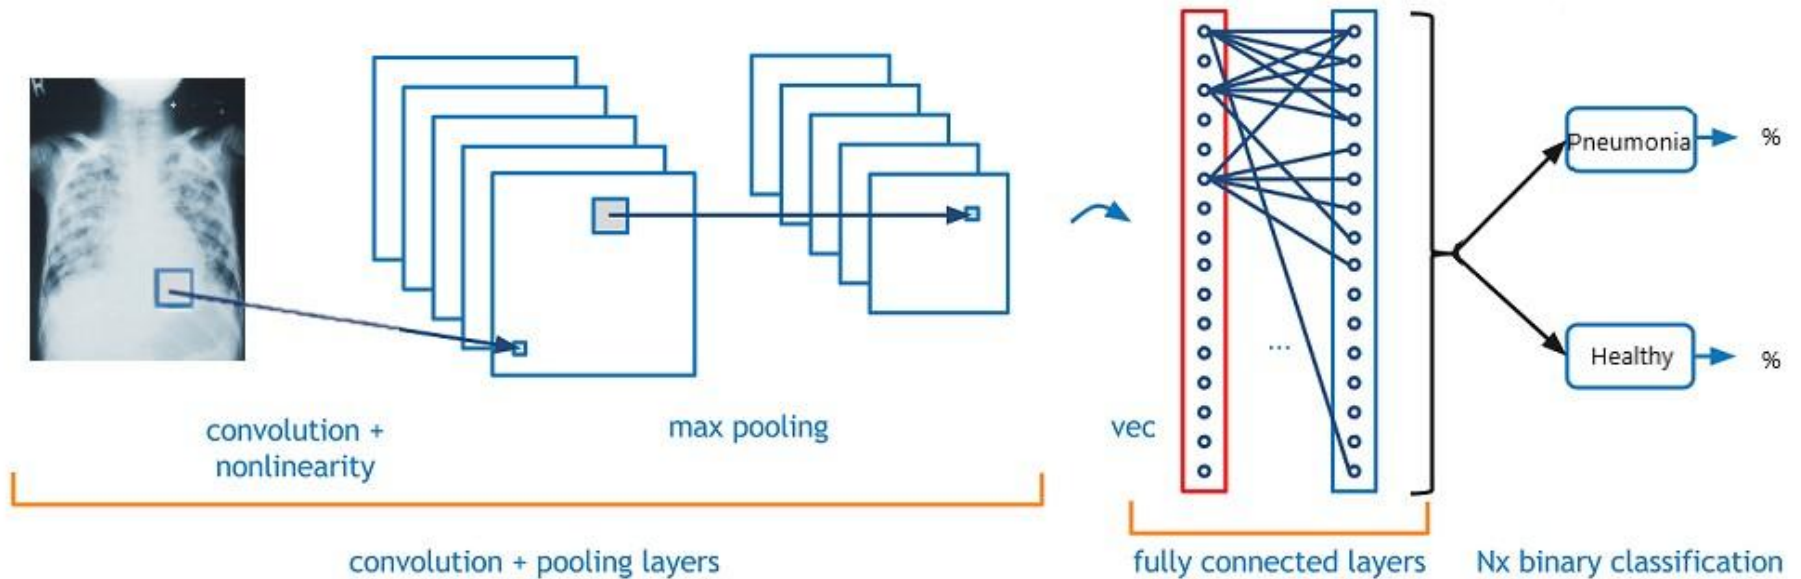 R
Pneumonia
%
Healthy
%
...
convolution +
nonlinearity
max pooling
vec
convolution + pooling layers
fully connected layers
Nx binary classification